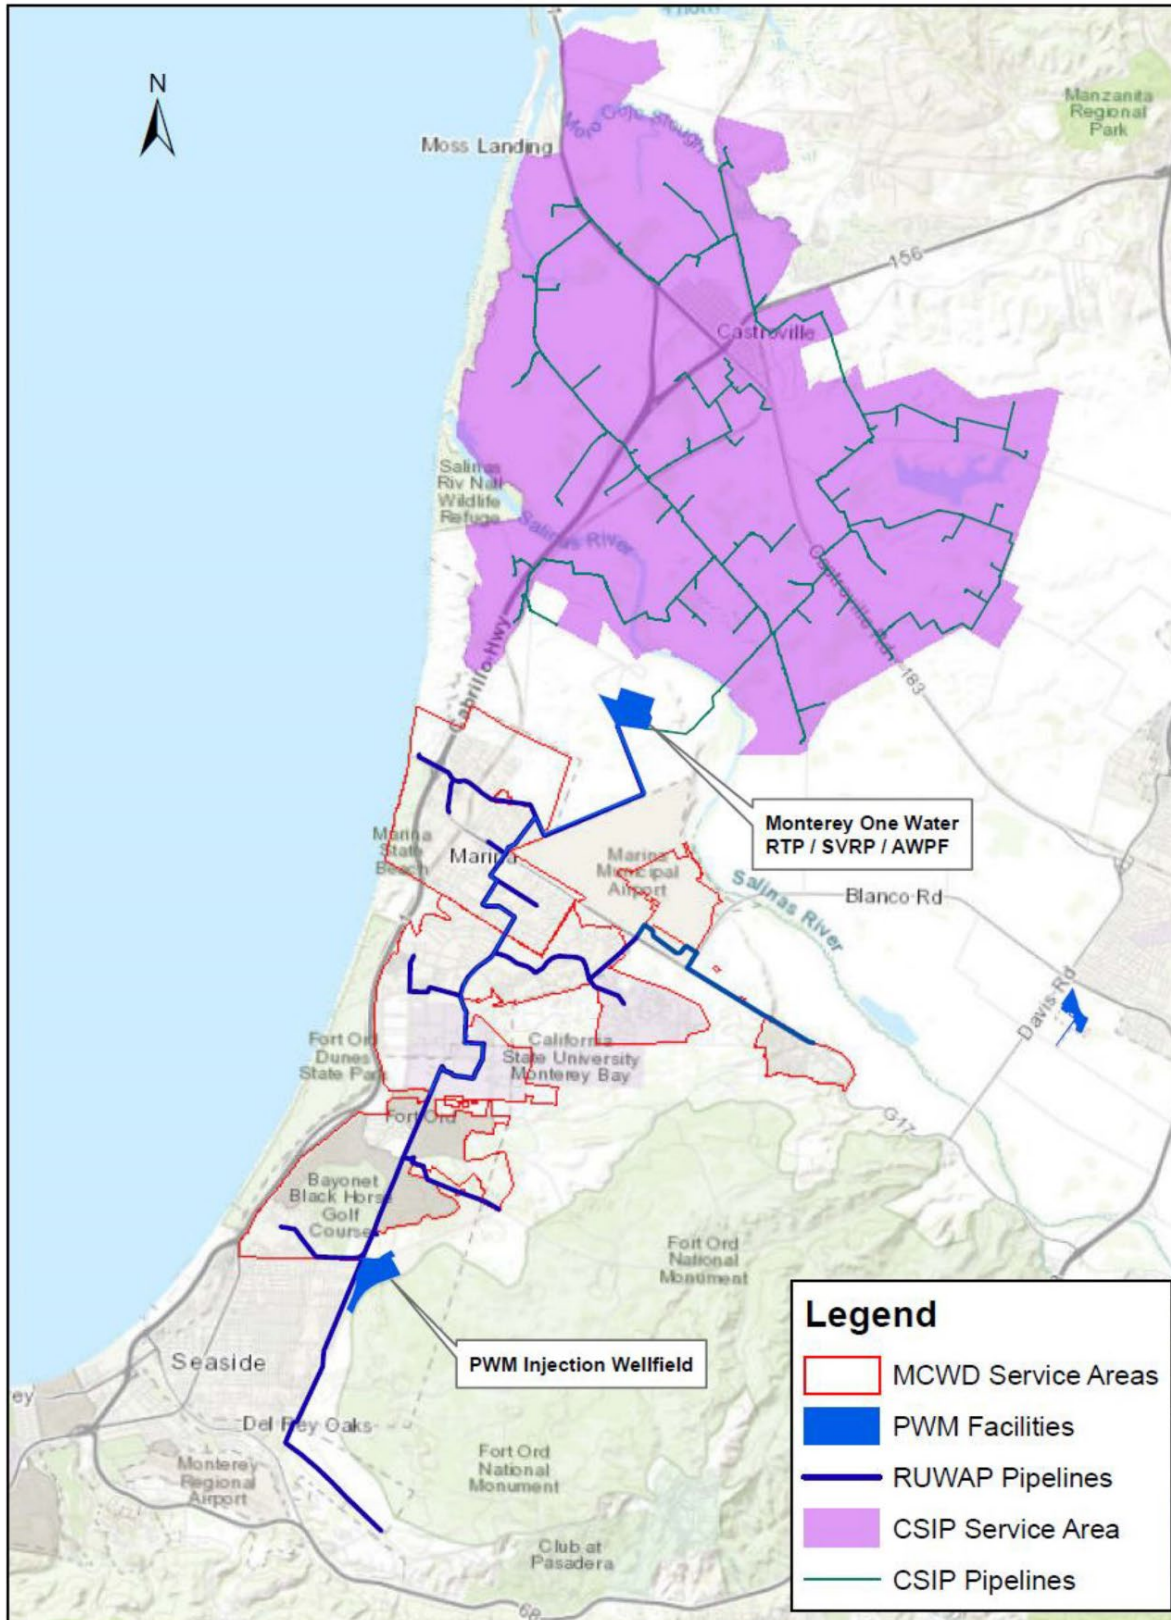 N
Moss Landing
Moro Cojo Slough
Manzanita
Regional
Park
156
Castroville
Salinas
Riv Natl
Wildlife
Refuge
Salinas River
Castroville Rd
183
Cabrillo Hwy
Monterey One Water
RTP / SVRP / AWPF
Marina
State
Beach
Marina
Marina
Municipal
Airport
Salinas River
Blanco Rd
1
Davis Rd
Fort Ord
Dunes
State Park
California
State University
Monterey Bay
G17
Fort Ord
Bayonet
Black Horse
Golf
Course
Fort Ord
National
Monument
PWM Injection Wellfield
Seaside
ey
Del Rey Oaks
Monterey
Regional
Airport
Fort Ord
National
Monument
Club at
Pasadera
68
Legend
MCWD Service Areas
PWM Facilities
RUWAP Pipelines
CSIP Service Area
CSIP Pipelines